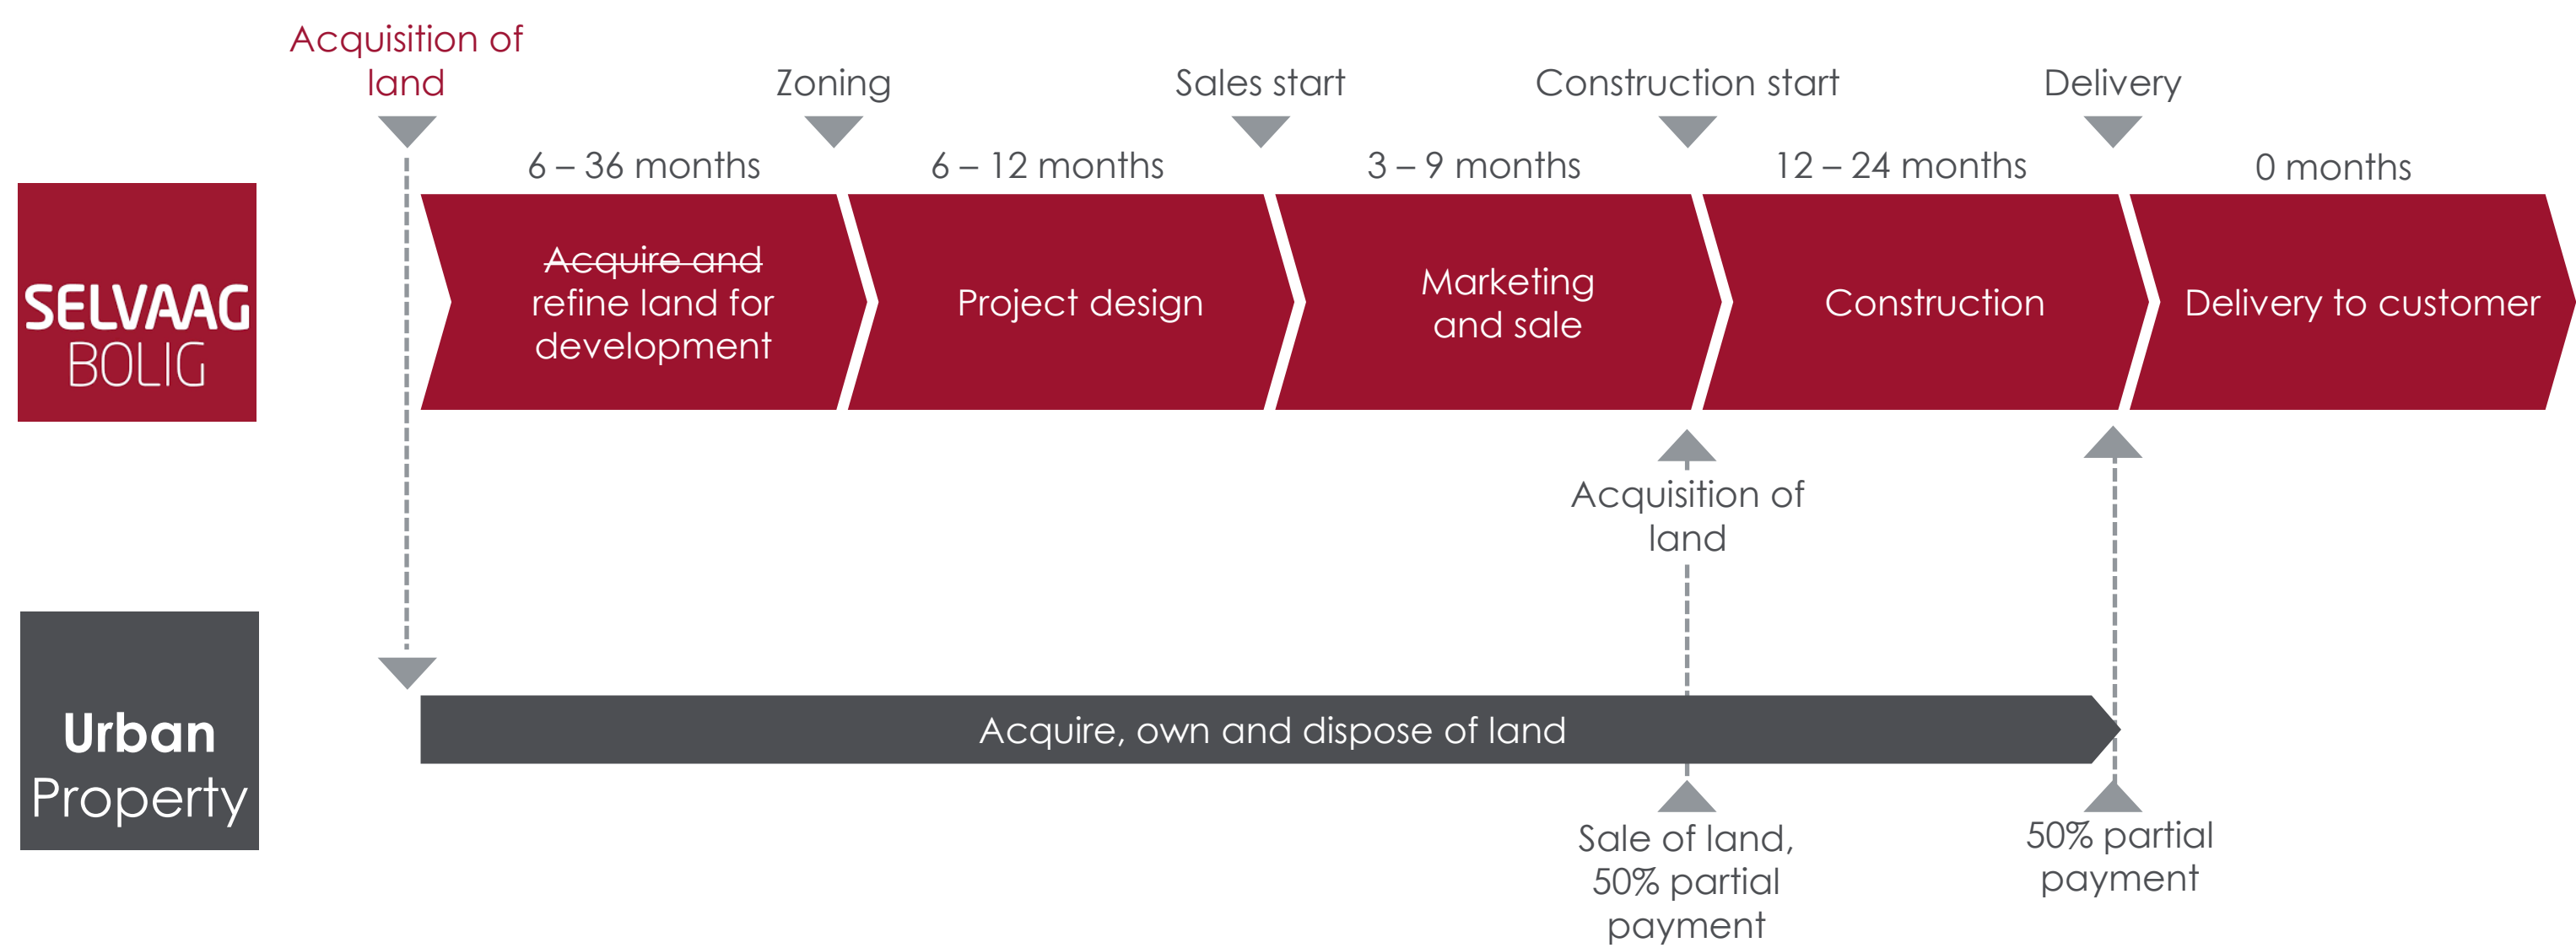 Acquisition of
land
Zoning
Sales start
Construction start
Delivery
6 – 36 months
6 – 12 months
3 – 9 months
12 – 24 months
0 months
SELVAAG
BOLIG
Acquire and
refine land for
development
Project design
Marketing
and sale
Construction
Delivery to customer
Acquisition of
land
Urban
Property
Acquire, own and dispose of land
Sale of land,
50% partial
payment
50% partial
payment